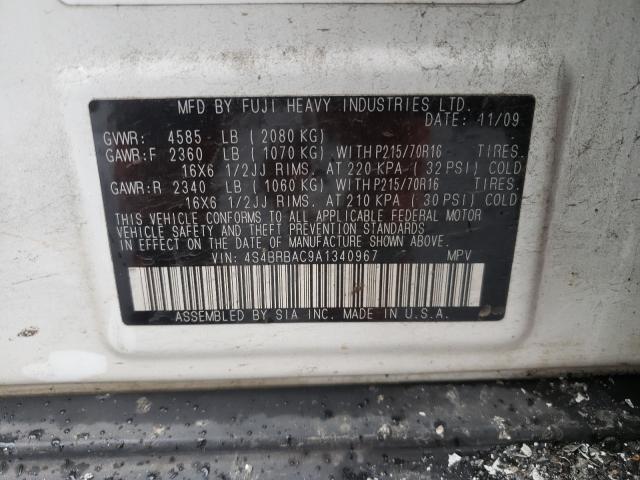 MFD BY FUJI HEAVY INDUSTRIES LTD.
DATE: 11/09
GVWR: 4585 LB ( 2080 KG)
GAWR:F 2360 LB ( 1070 KG) WITH P215/70R16 TIRES.
16X6 1/2JJ RIMS. AT 220 KPA ( 32 PSI) COLD
GAWR:R 2340 LB ( 1060 KG) WITH P215/70R16 TIRES.
16X6 1/2JJ RIMS. AT 210 KPA ( 30 PSI) COLD
THIS VEHICLE CONFORMS TO ALL APPLICABLE FEDERAL MOTOR
VEHICLE SAFETY AND THEFT PREVENTION STANDARDS
IN EFFECT ON THE DATE OF MANUFACTURE SHOWN ABOVE.
VIN: 4S4BRBAC9A1340967 MPV
ASSEMBLED BY SIA INC. MADE IN U.S.A.